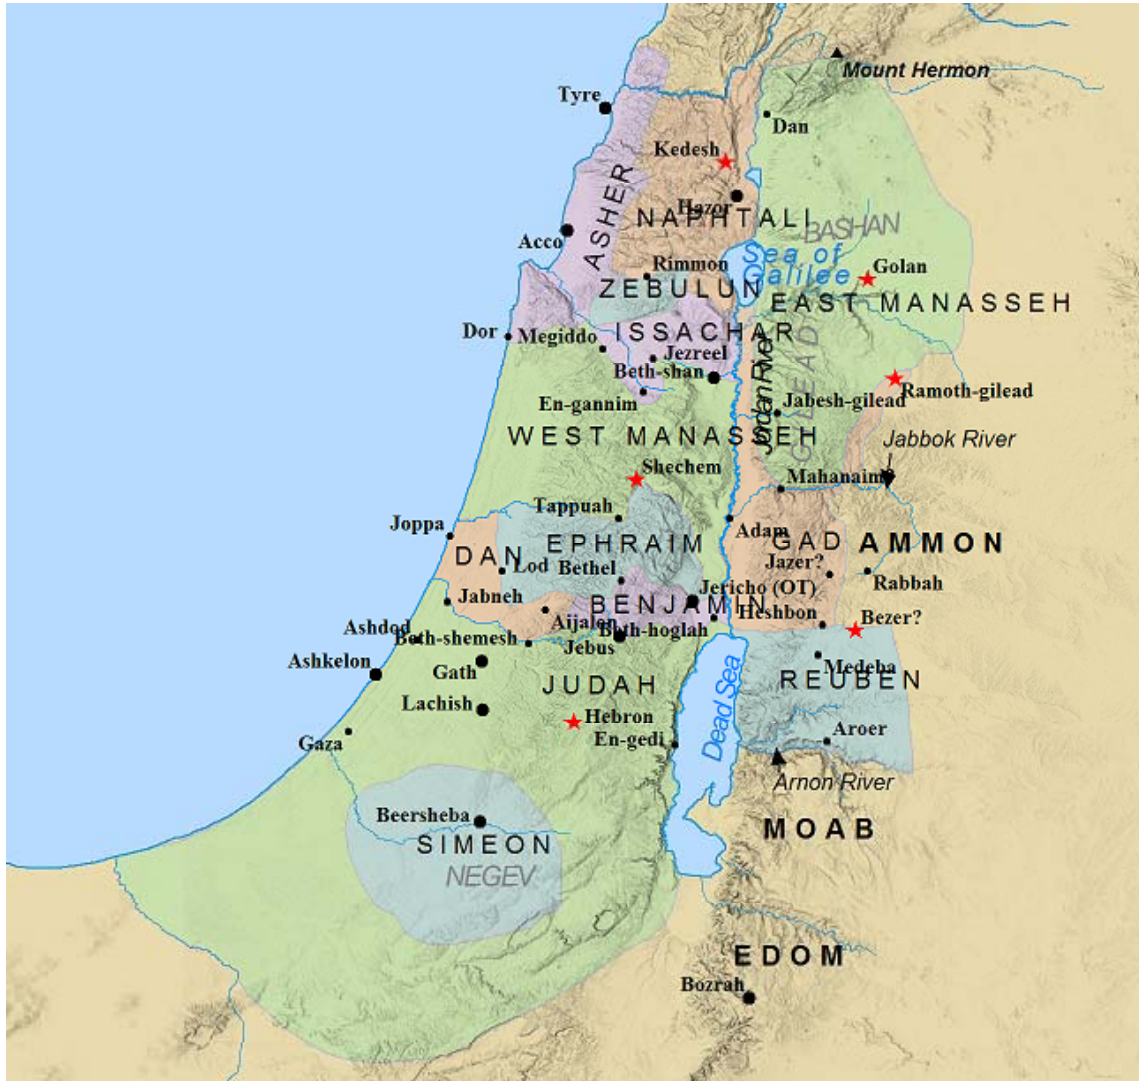 Mount Hermon
Tyre
Dan
Kedesh
ASHER
Hazor
NAPHTALI
BASHAN
Acco
Sea of
Galilee
Rimmon
Golan
ZEBULUN
EAST MANASSEH
Dor
Megiddo
ISSACHAR
Jezreel
Beth-shan
Jordan River
GILEAD
Ramoth-gilead
En-gannim
Jabesh-gilead
WEST MANASSEH
Jabbok River
Shechem
Mahanaim?
Tappuah
Joppa
Adam
DAN
EPHRAIM
GAD
AMMON
Lod
Bethel
Jazer?
Rabbah
Jericho (OT)
Jabneh
BENJAMIN
Heshbon
Bezer?
Aijalon
Ashdod
Beth-shemesh
Beth-hoglah
Jebus
Ashkelon
Gath
Medeba
JUDAH
REUBEN
Dead Sea
Lachish
Hebron
En-gedi
Aroer
Gaza
Arnon River
Beersheba
MOAB
SIMEON
NEGEV
EDOM
Bozrah